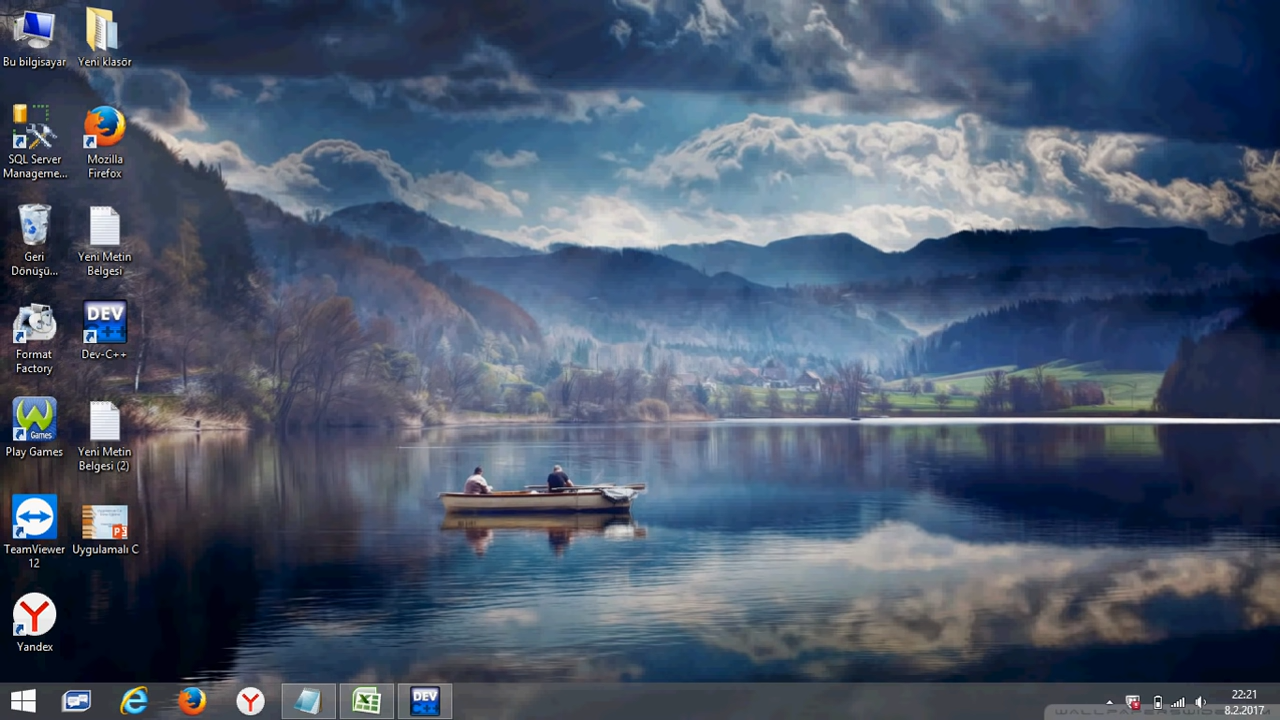 Bu bilgisayar
Yeni klasör
SQL Server
Manageme...
Mozilla
Firefox
Geri
Dönüşü...
Yeni Metin
Belgesi
Format
Factory
DEV
C++
Dev-C++
Games
Play Games
Yeni Metin
Belgesi (2)
TeamViewer
12
Uygulamalı C
Yandex
DEV
22:21
8.2.2017